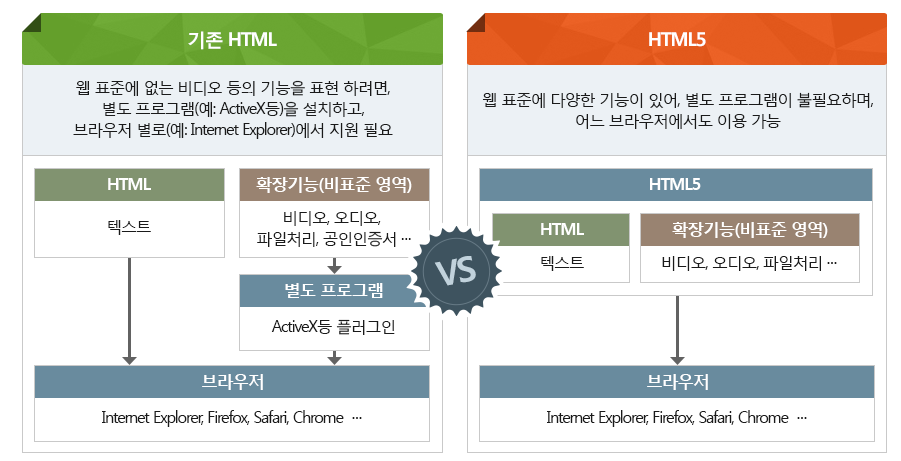 기존 HTML
웹 표준에 없는 비디오 등의 기능을 표현 하려면,
별도 프로그램(예: ActiveX등)을 설치하고,
브라우저 별로(예: Internet Explorer)에서 지원 필요
HTML
텍스트
확장기능(비표준 영역)
비디오, 오디오,
파일처리, 공인인증서 ···
별도 프로그램
ActiveX등 플러그인
브라우저
Internet Explorer, Firefox, Safari, Chrome ···
VS
HTML5
웹 표준에 다양한 기능이 있어, 별도 프로그램이 불필요하며,
어느 브라우저에서도 이용 가능
HTML5
HTML
텍스트
확장기능(비표준 영역)
비디오, 오디오, 파일처리 ···
브라우저
Internet Explorer, Firefox, Safari, Chrome ···